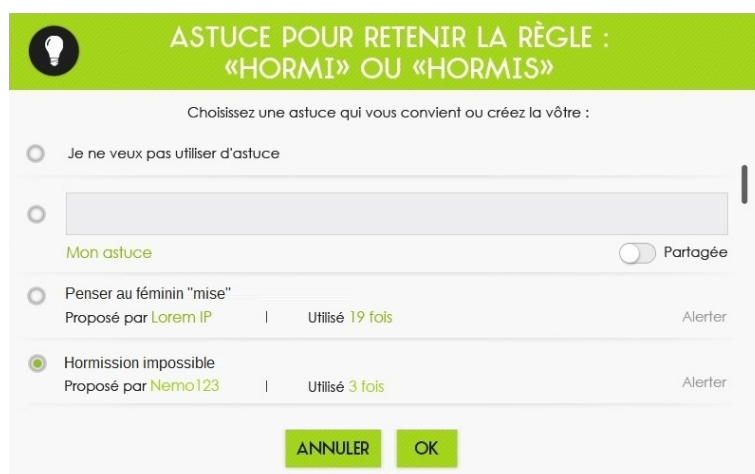 ASTUCE POUR RETENIR LA RÈGLE :
«HORMI» OU «HORMIS»
Choisissez une astuce qui vous convient ou créez la vôtre :
Je ne veux pas utiliser d'astuce
Mon astuce Partagée
Penser au féminin "mise"
Proposé par Lorem IP | Utilisé 19 fois Alerter
Hormission impossible
Proposé par Nemo123 | Utilisé 3 fois Alerter
ANNULER OK